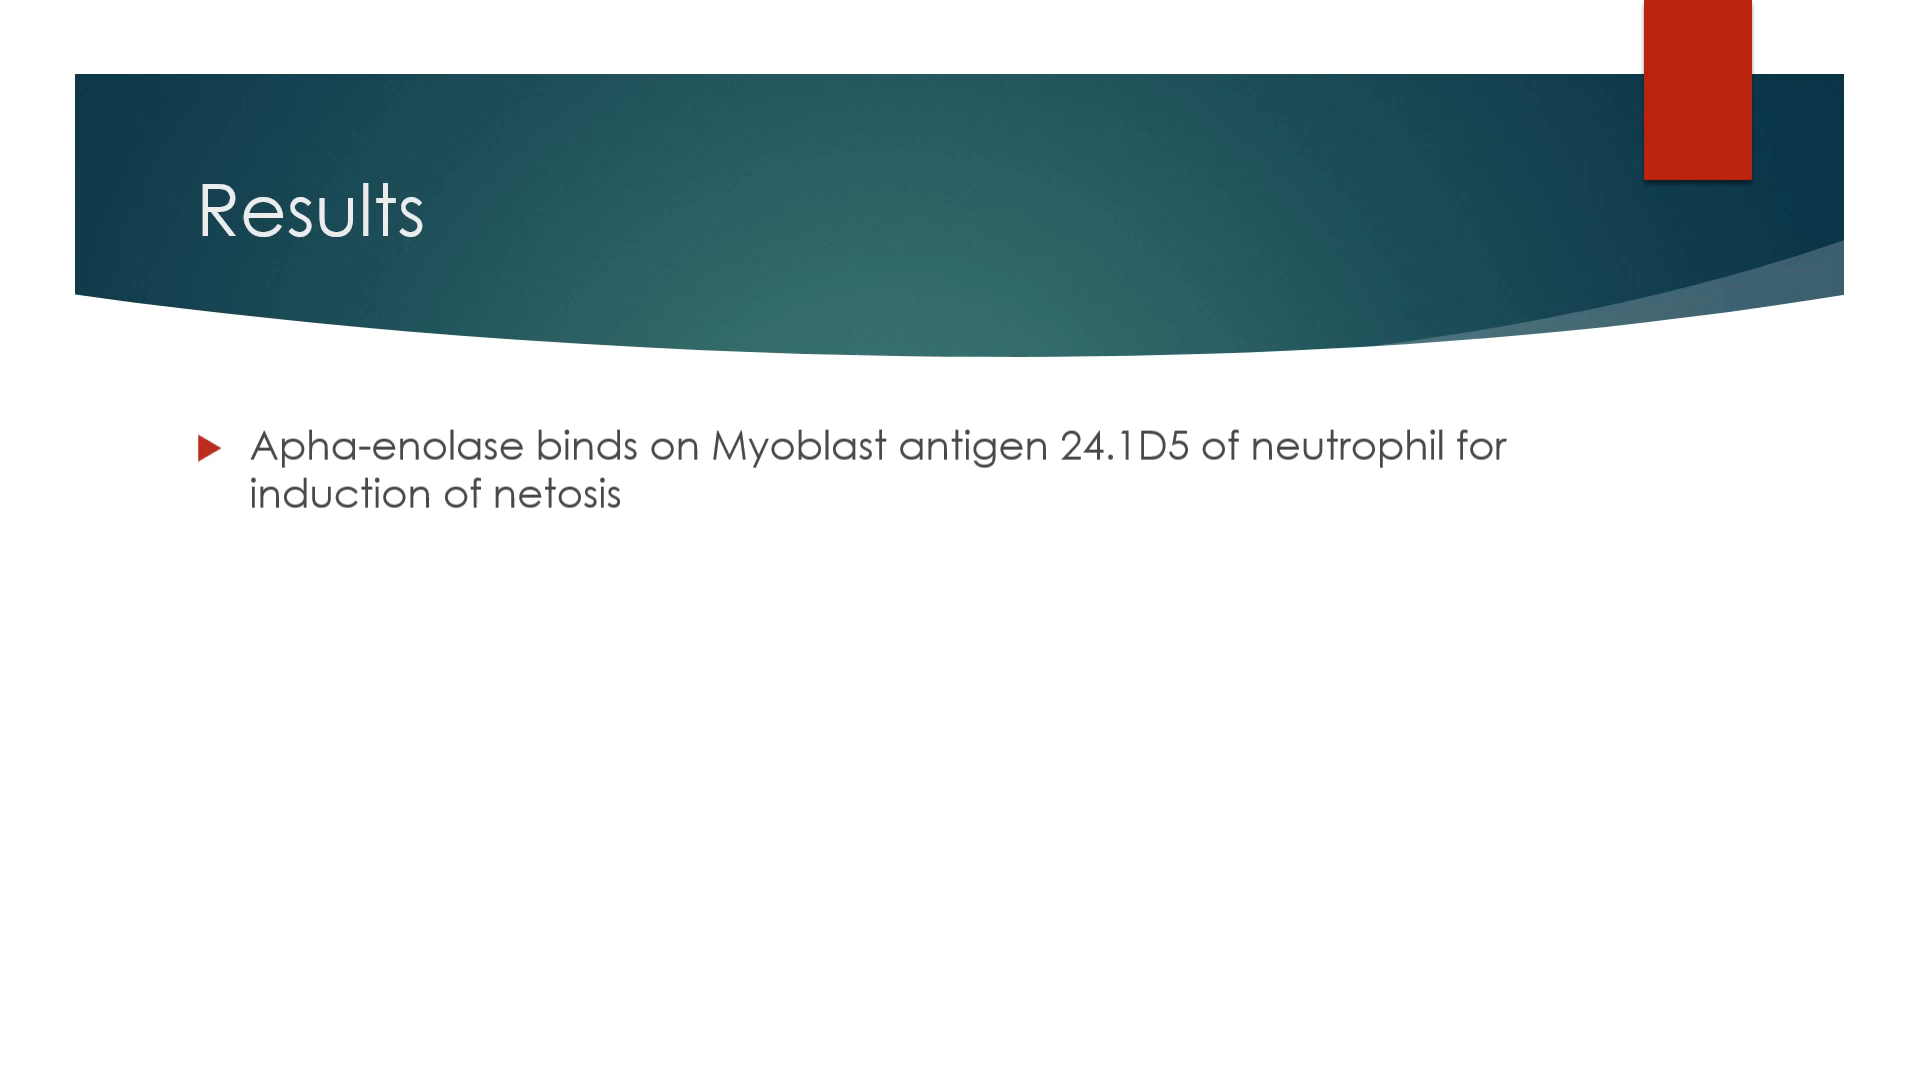 Results
Apha-enolase binds on Myoblast antigen 24.1D5 of neutrophil for
induction of netosis